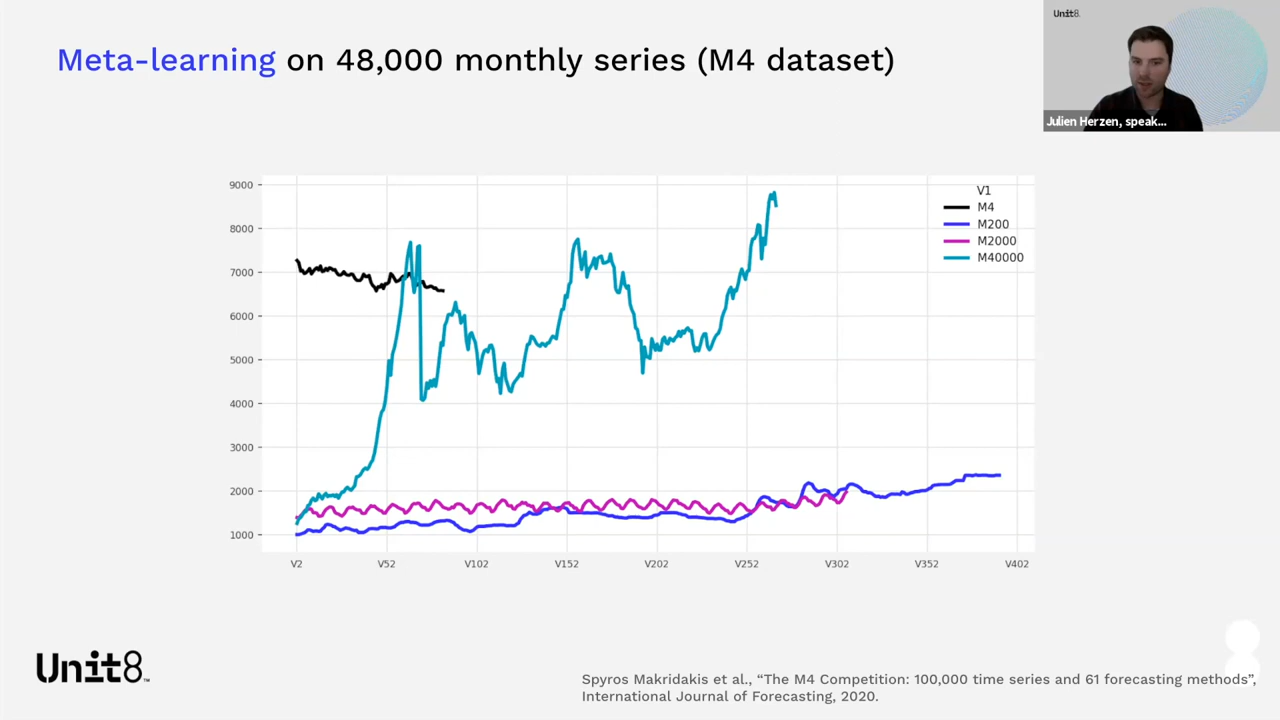 Meta-learning on 48,000 monthly series (M4 dataset)
Unit8
Julien Herzen, speak...
9000
8000
7000
6000
5000
4000
3000
2000
1000
V1
M4
M200
M2000
M40000
V2 V52 V102 V152 V202 V252 V302 V352 V402
Unit8™
Spyros Makridakis et al., “The M4 Competition: 100,000 time series and 61 forecasting methods”,
International Journal of Forecasting, 2020.